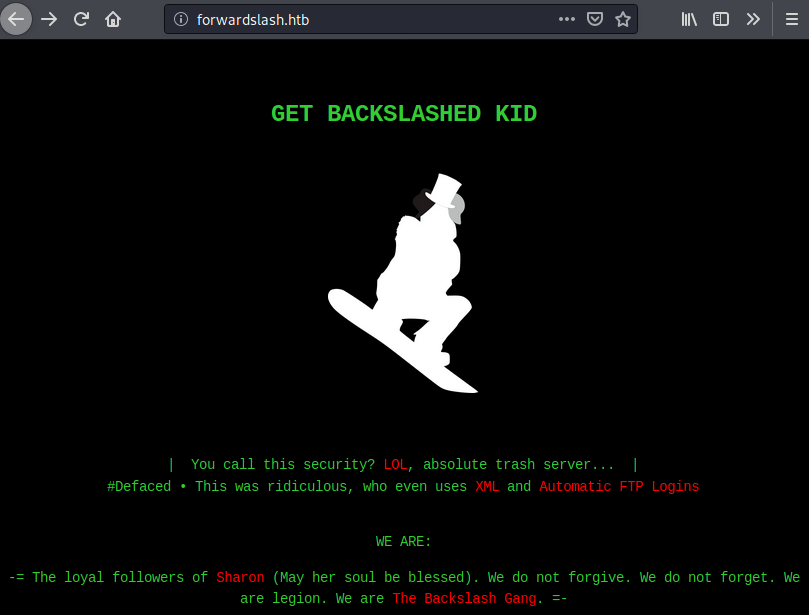 forwardslash.htb
GET BACKSLASHED KID
| You call this security? LOL, absolute trash server... |
#Defaced • This was ridiculous, who even uses XML and Automatic FTP Logins
WE ARE:
-= The loyal followers of Sharon (May her soul be blessed). We do not forgive. We do not forget. We
are legion. We are The Backslash Gang. =-